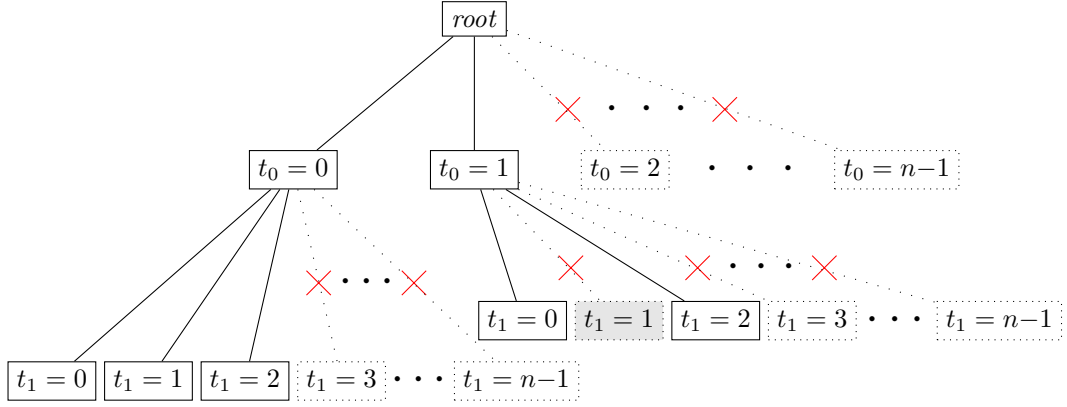 root
t₀ = 0 t₀ = 1 t₀ = 2 · · · t₀ = n−1
t₁ = 0 t₁ = 1 t₁ = 2 t₁ = 3 · · · t₁ = n−1
t₁ = 0 t₁ = 1 t₁ = 2 t₁ = 3 · · · t₁ = n−1